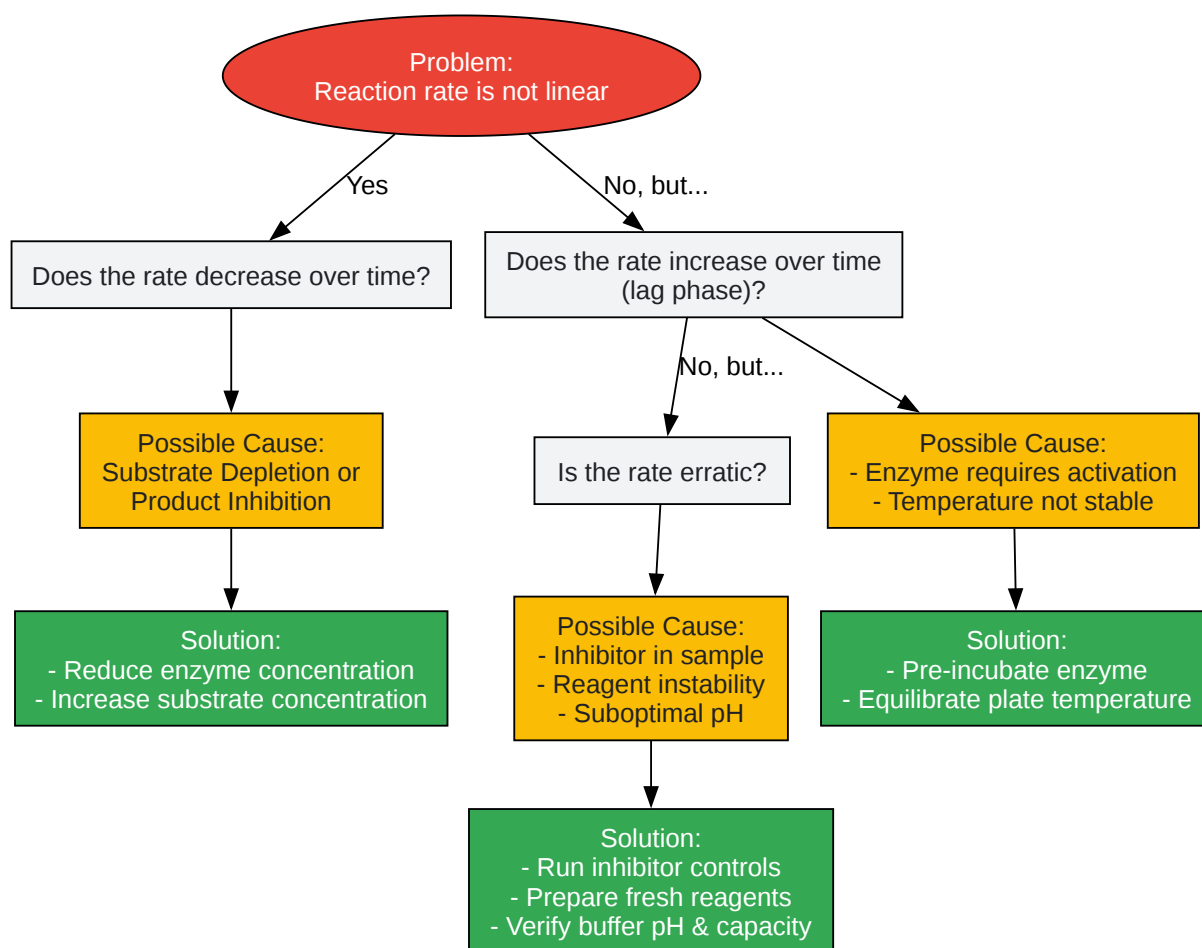 Problem:
Reaction rate is not linear
Yes
No, but...
Does the rate decrease over time?
Does the rate increase over time
(lag phase)?
No, but...
Possible Cause:
Substrate Depletion or
Product Inhibition
Is the rate erratic?
Possible Cause:
- Enzyme requires activation
- Temperature not stable
Solution:
- Reduce enzyme concentration
- Increase substrate concentration
Possible Cause:
- Inhibitor in sample
- Reagent instability
- Suboptimal pH
Solution:
- Pre-incubate enzyme
- Equilibrate plate temperature
Solution:
- Run inhibitor controls
- Prepare fresh reagents
- Verify buffer pH & capacity